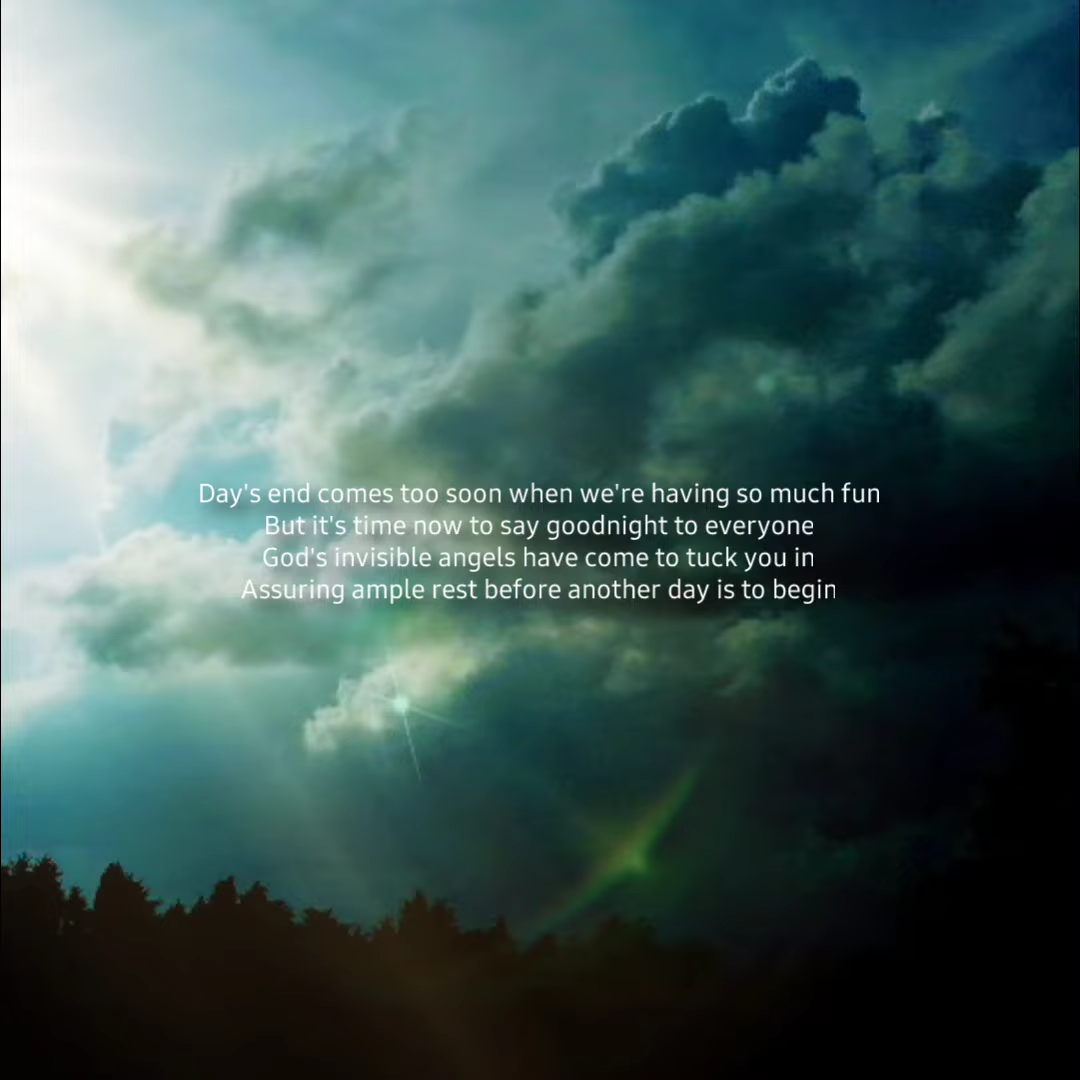 Day's end comes too soon when we're having so much fun
But it's time now to say goodnight to everyone
God's invisible angels have come to tuck you in
Assuring ample rest before another day is to begin